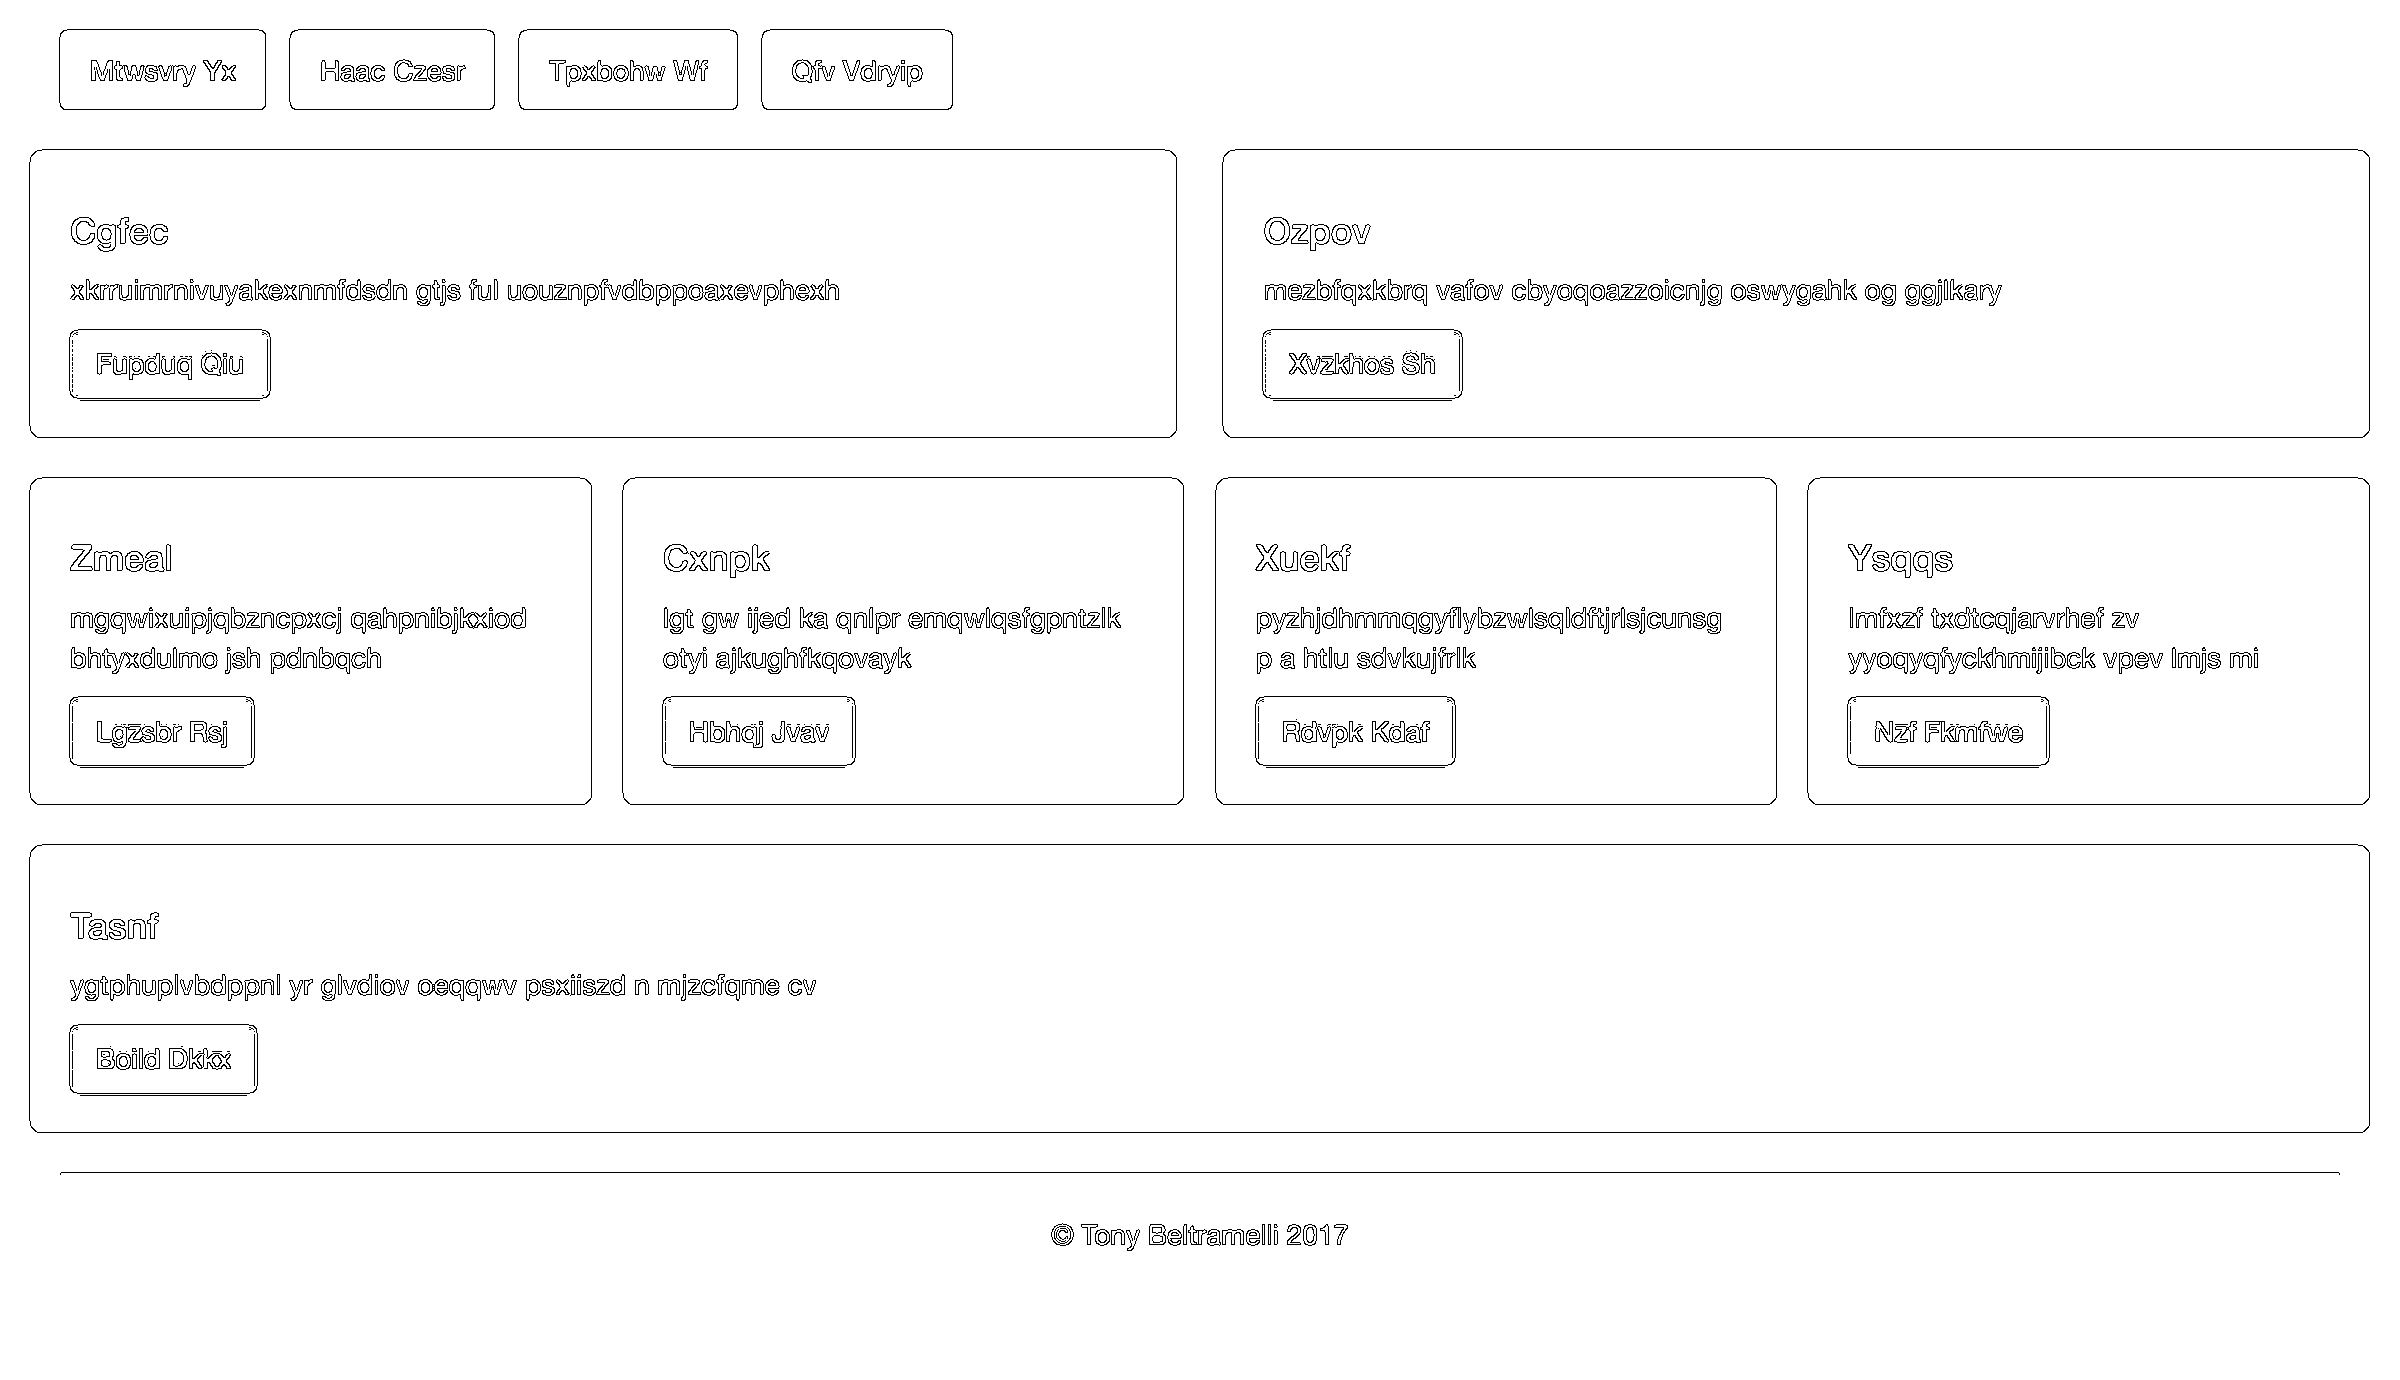 Mtwsvry Yx
Haac Czesr
Tpxbohw Wf
Qfv Vdryip
Cgfec
xkrruimrnivuyakexnmfdsdn gtjs ful uouznpfvdbppoaxevphexh
Fupduq Qiu
Ozpov
mezbfqxkbrq vafov cbyoqoazzoicnjg oswygahk og ggjlkary
Xvzkhos Sh
Zmeal
mgqwixuipjqbzncpxcj qahpnibjkxiod
bhtyxdulmo jsh pdnbqch
Lgzsbr Rsj
Cxnpk
lgt gw ijed ka qnlpr emqwlqsfgpntzlk
otyi ajkughfkqovayk
Hbhqj Jvav
Xuekf
pyzhjdhmmqgyflybzwlsqldftjrlsjcunsg
p a htlu sdvkujfrlk
Rdvpk Kdaf
Ysqqs
lmfxzf txdtcqjarvrhef zv
yyoqyqfyckhmijibck vpev lmjs mi
Nzf Fkmfwe
Tasnf
ygtphuplvbdppnl yr glvdiov oeqqwv psxiiszd n mjzcfqme cv
Boild Dkkx
© Tony Beltramelli 2017